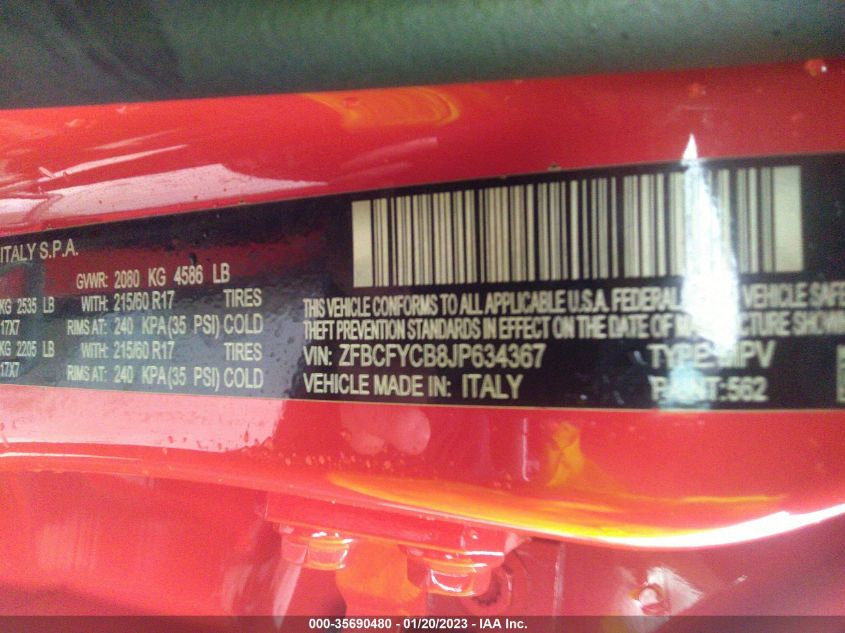 ITALY S.P.A.
GVWR: 2080 KG 4586 LB
KG 2535 LB WITH: 215/60 R17 TIRES
17X7 RIMS AT: 240 KPA (35 PSI) COLD
KG 2205 LB WITH: 215/60 R17 TIRES
17X7 RIMS AT: 240 KPA (35 PSI) COLD
THIS VEHICLE CONFORMS TO ALL APPLICABLE U.S.A. FEDERAL VEHICLE SAFE
THEFT PREVENTION STANDARDS IN EFFECT ON THE DATE OF MANUFACTURE SHOWN
VIN: ZFBCFYCB8JP634367 TYPE: MPV
VEHICLE MADE IN: ITALY PAINT: 562
000-35690480 - 01/20/2023 - IAA Inc.